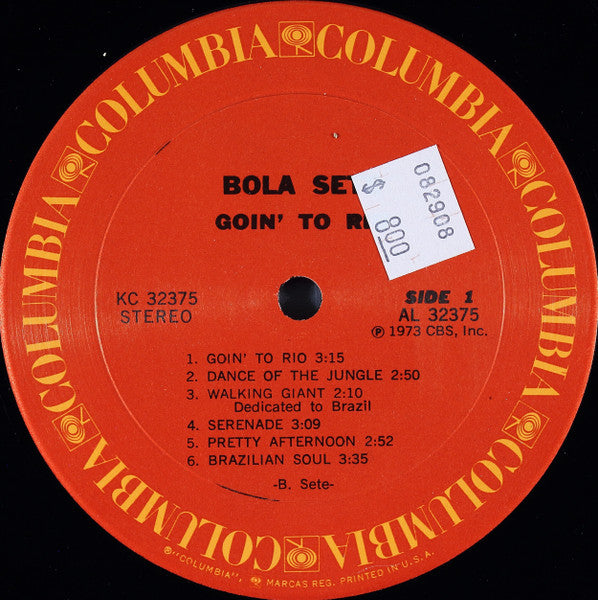 COLUMBIA COLUMBIA COLUMBIA COLUMBIA COLUMBIA COLUMBIA
BOLA SET
GOIN' TO RI
082908
$ 800
KC 32375
STEREO
SIDE 1
AL 32375
℗ 1973 CBS, Inc.
1. GOIN' TO RIO 3:15
2. DANCE OF THE JUNGLE 2:50
3. WALKING GIANT 2:10
Dedicated to Brazil
4. SERENADE 3:09
5. PRETTY AFTERNOON 2:52
6. BRAZILIAN SOUL 3:35
-B. Sete-
®"COLUMBIA", MARCAS REG. PRINTED IN U.S.A.